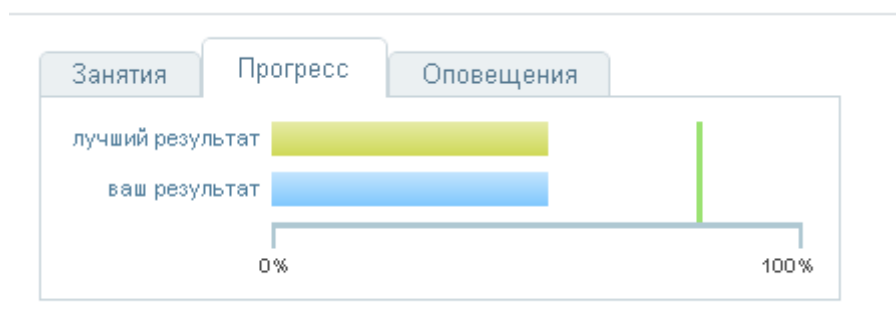 Занятия Прогресс Оповещения
лучший результат
ваш результат
0% 100%